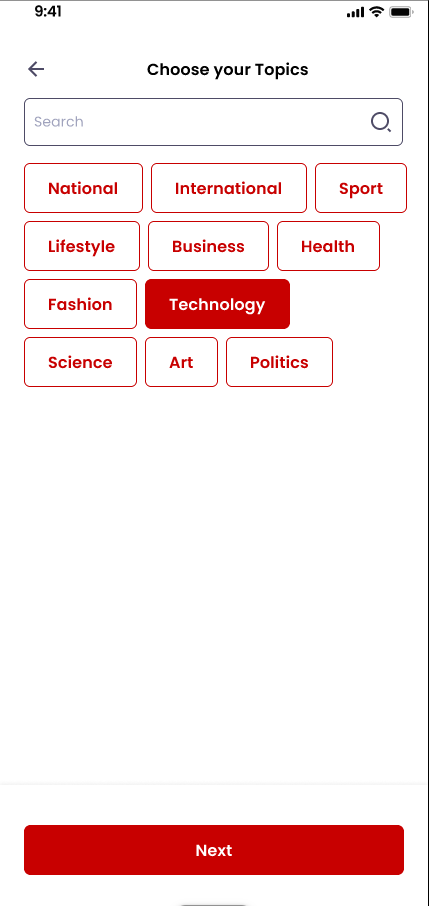 9:41
Choose your Topics
Search
National International Sport
Lifestyle Business Health
Fashion Technology
Science Art Politics
Next